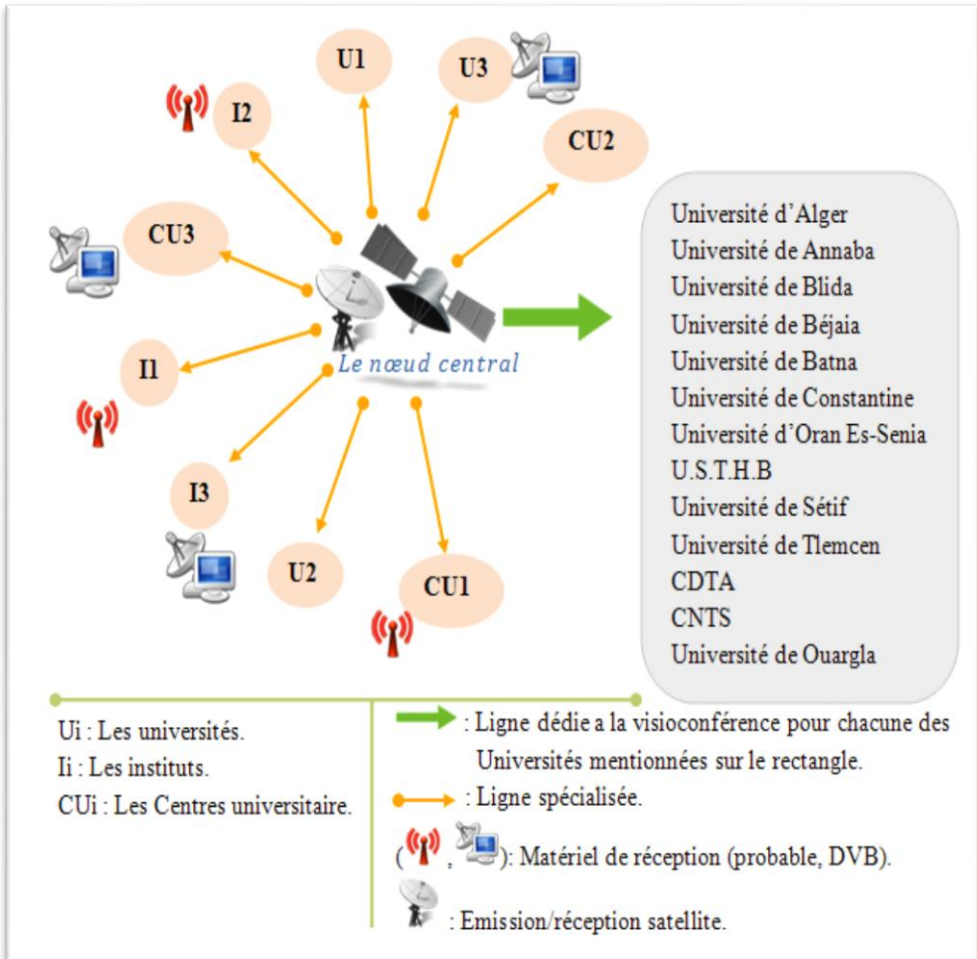 U1
U3
I2
CU2
CU3
I1
Le nœud central
I3
U2
CU1
Université d'Alger
Université de Annaba
Université de Blida
Université de Béjaia
Université de Batna
Université de Constantine
Université d'Oran Es-Senia
U.S.T.H.B
Université de Sétif
Université de Tlemcen
CDTA
CNTS
Université de Ouargla
Ui : Les universités.
Ii : Les instituts.
CUi : Les Centres universitaire.
: Ligne dédie a la visioconférence pour chacune des
Universités mentionnées sur le rectangle.
: Ligne spécialisée.
( , ): Matériel de réception (probable, DVB).
: Emission/réception satellite.